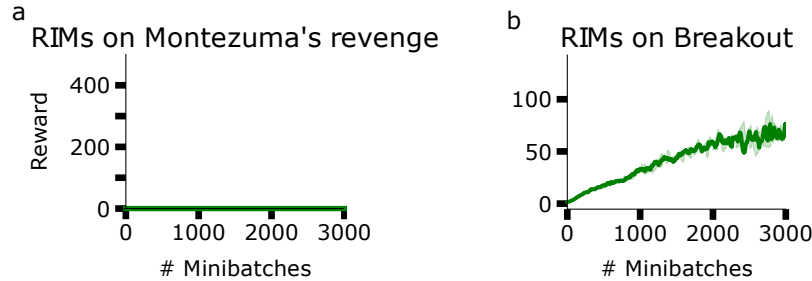 a
RIMs on Montezuma's revenge
Reward
400
200
0
0 1000 2000 3000
# Minibatches
b
RIMs on Breakout
100
50
0
0 1000 2000 3000
# Minibatches